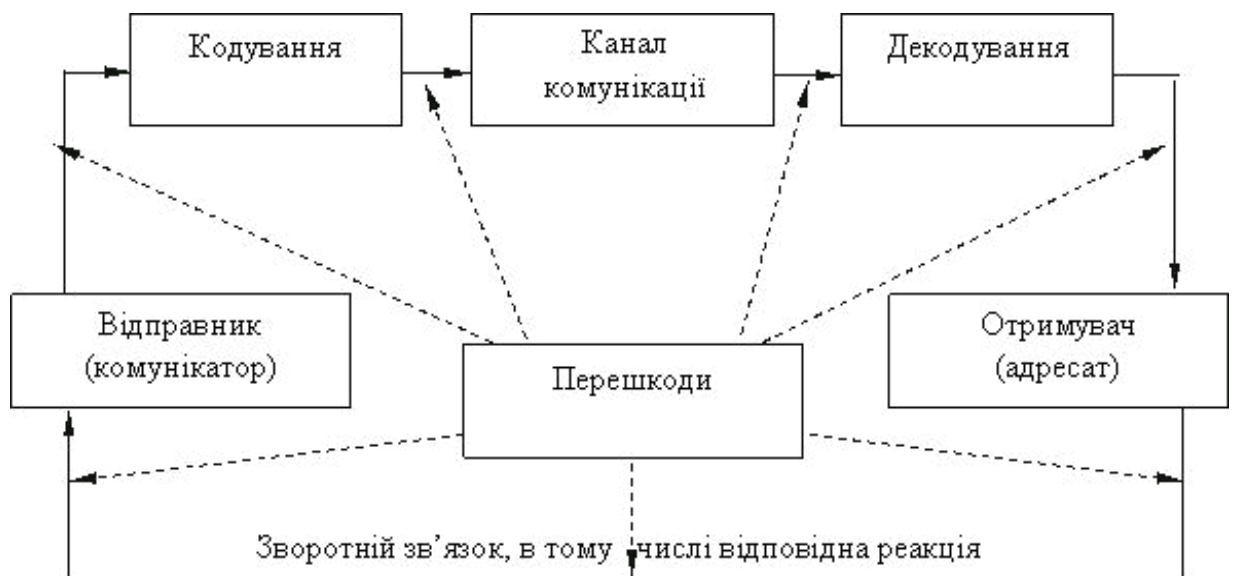 Кодування
Канал
комунікації
Декодування
Відправник
(комунікатор)
Перешкоди
Отримувач
(адресат)
Зворотній зв’язок, в тому числі відповідна реакція